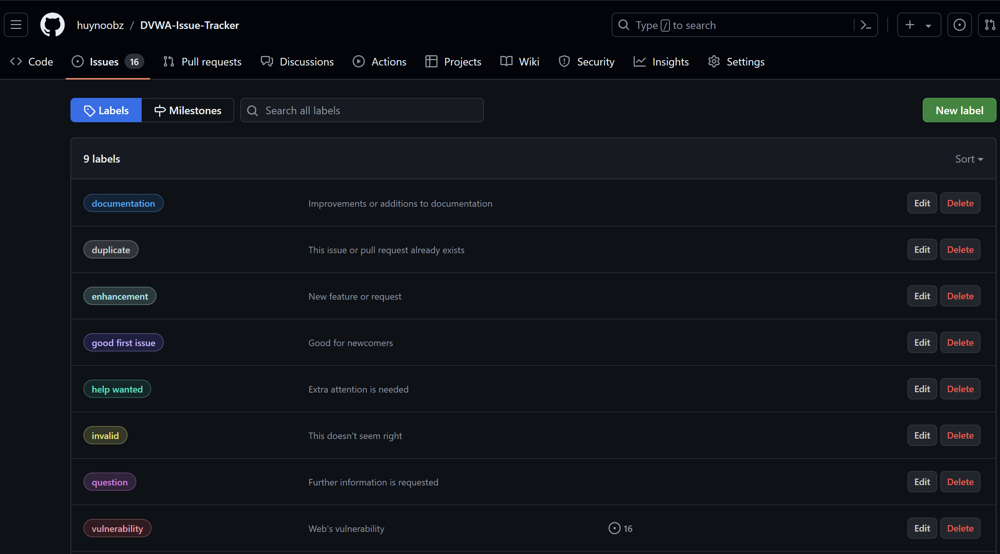 huynoobz / DVWA-Issue-Tracker
Type / to search
Code Issues 16 Pull requests Discussions Actions Projects Wiki Security Insights Settings
Labels Milestones Search all labels New label
9 labels Sort
documentation Improvements or additions to documentation Edit Delete
duplicate This issue or pull request already exists Edit Delete
enhancement New feature or request Edit Delete
good first issue Good for newcomers Edit Delete
help wanted Extra attention is needed Edit Delete
invalid This doesn't seem right Edit Delete
question Further information is requested Edit Delete
vulnerability Web's vulnerability 16 Edit Delete